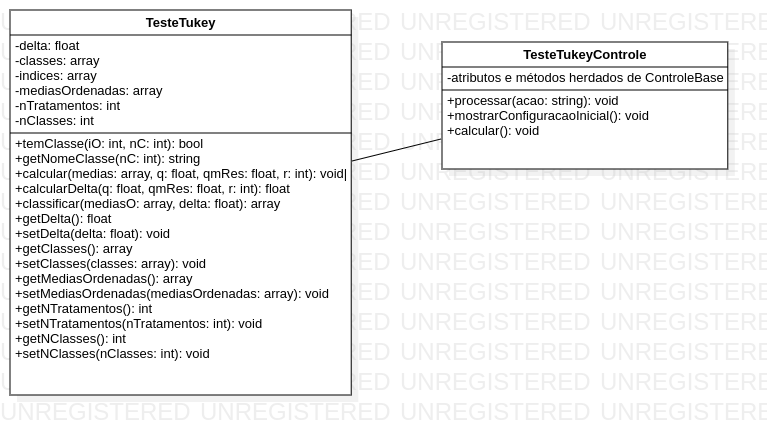 TesteTukey
-delta: float
-classes: array
-indices: array
-mediasOrdenadas: array
-nTratamentos: int
-nClasses: int
+temClasse(iO: int, nC: int): bool
+getNomeClasse(nC: int): string
+calcular(medias: array, q: float, qmRes: float, r: int): void|
+calcularDelta(q: float, qmRes: float, r: int): float
+classificar(mediasO: array, delta: float): array
+getDelta(): float
+setDelta(delta: float): void
+getClasses(): array
+setClasses(classes: array): void
+getMediasOrdenadas(): array
+setMediasOrdenadas(mediasOrdenadas: array): void
+getNTratamentos(): int
+setNTratamentos(nTratamentos: int): void
+getNClasses(): int
+setNClasses(nClasses: int): void
TesteTukeyControle
-atributos e métodos herdados de ControleBase
+processar(acao: string): void
+mostrarConfiguracaoInicial(): void
+calcular(): void
UNREGISTERED UNREGISTERED UNREGISTERED UNREGISTERED